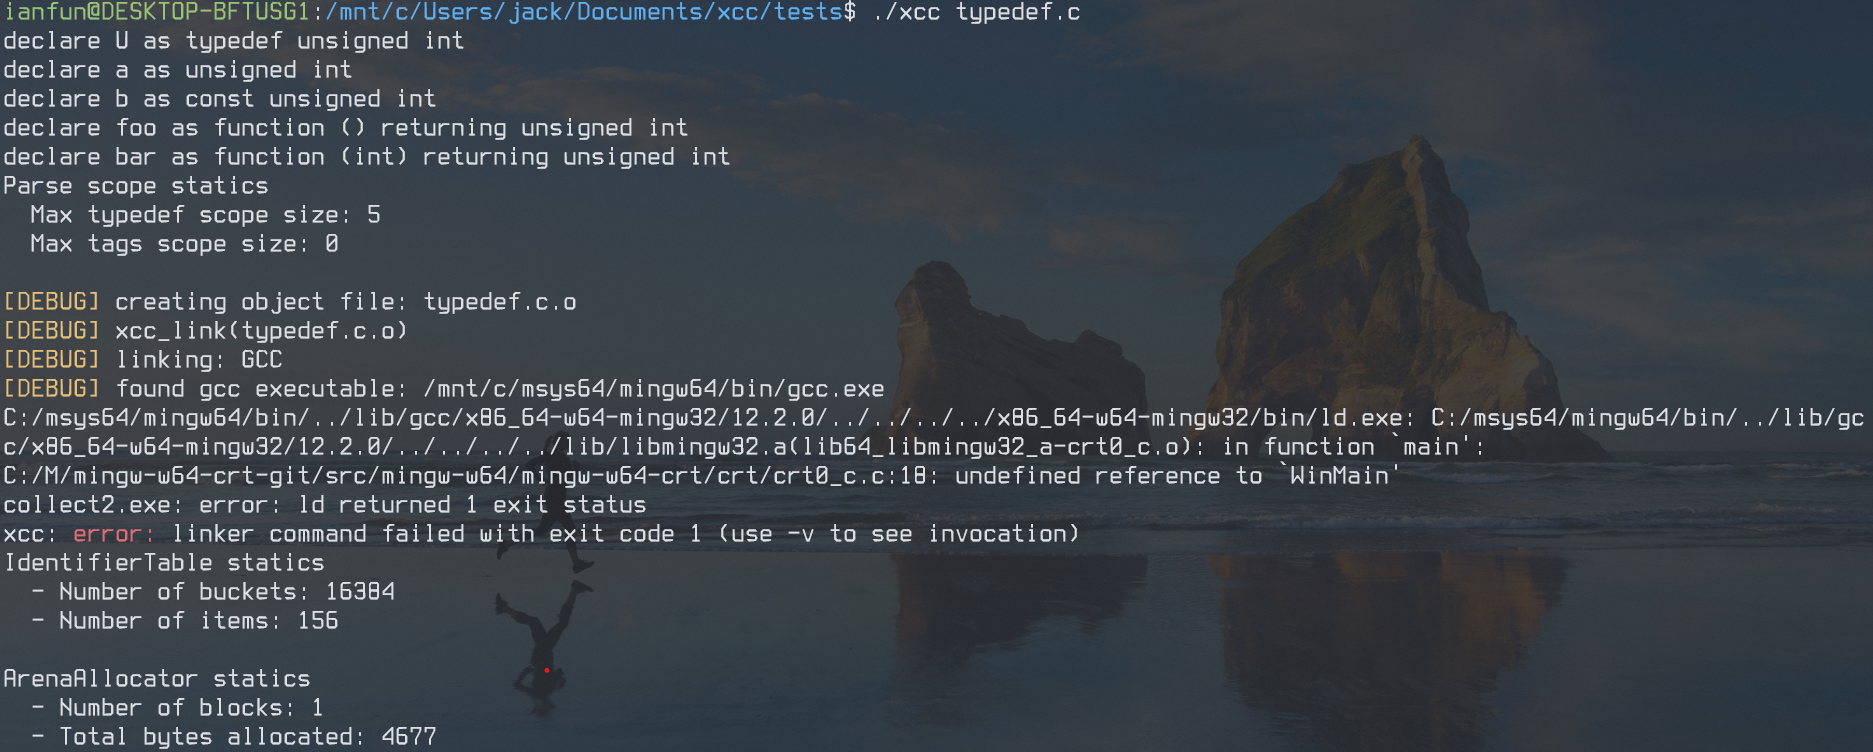 ianfun@DESKTOP-BFTUSG1:/mnt/c/Users/jack/Documents/xcc/tests$ ./xcc typedef.c
declare U as typedef unsigned int
declare a as unsigned int
declare b as const unsigned int
declare foo as function () returning unsigned int
declare bar as function (int) returning unsigned int
Parse scope statics
  Max typedef scope size: 5
  Max tags scope size: 0

[DEBUG] creating object file: typedef.c.o
[DEBUG] xcc_link(typedef.c.o)
[DEBUG] linking: GCC
[DEBUG] found gcc executable: /mnt/c/msys64/mingw64/bin/gcc.exe
C:/msys64/mingw64/bin/../lib/gcc/x86_64-w64-mingw32/12.2.0/../../../../x86_64-w64-mingw32/bin/ld.exe: C:/msys64/mingw64/bin/../lib/gc
c/x86_64-w64-mingw32/12.2.0/../../../../lib/libmingw32.a(lib64_libmingw32_a-crt0_c.o): in function `main':
C:/M/mingw-w64-crt-git/src/mingw-w64/mingw-w64-crt/crt/crt0_c.c:18: undefined reference to `WinMain'
collect2.exe: error: ld returned 1 exit status
xcc: error: linker command failed with exit code 1 (use -v to see invocation)
IdentifierTable statics
  - Number of buckets: 16384
  - Number of items: 156

ArenaAllocator statics
  - Number of blocks: 1
  - Total bytes allocated: 4677